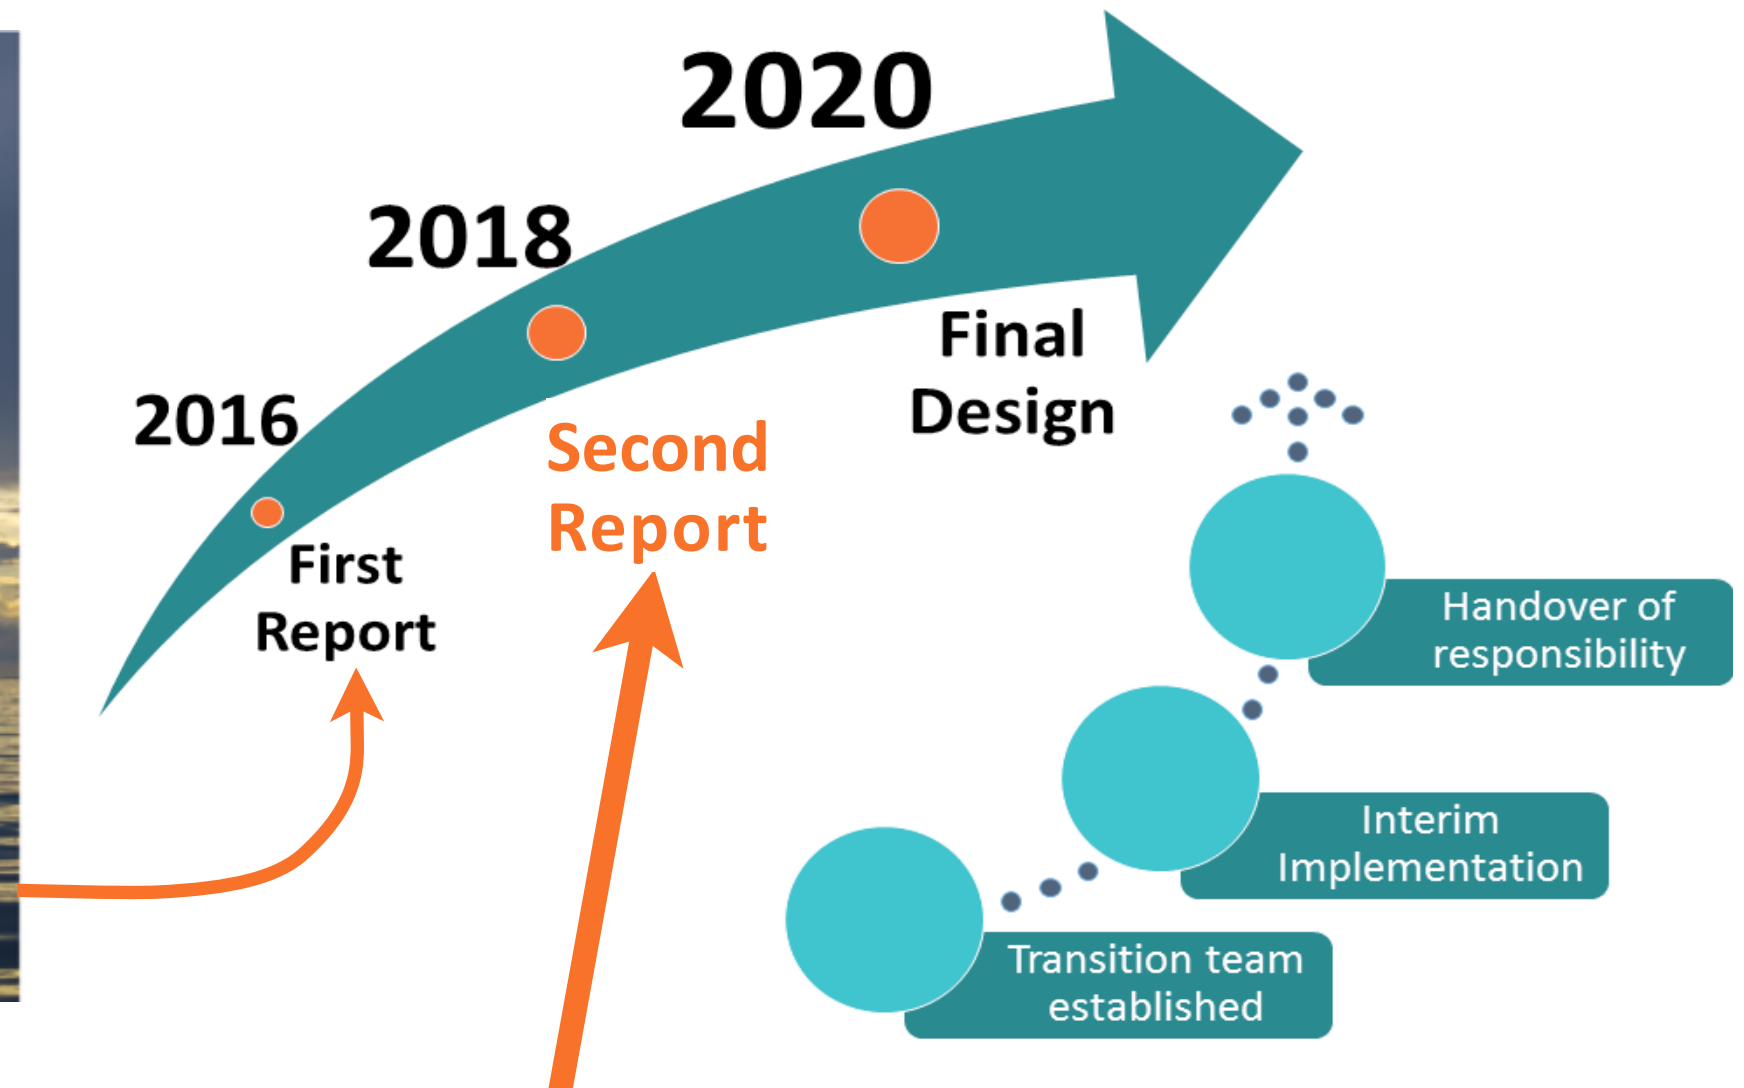 2020
2018
2016
Final
Design
Second
Report
First
Report
Handover of
responsibility
Interim
Implementation
Transition team
established